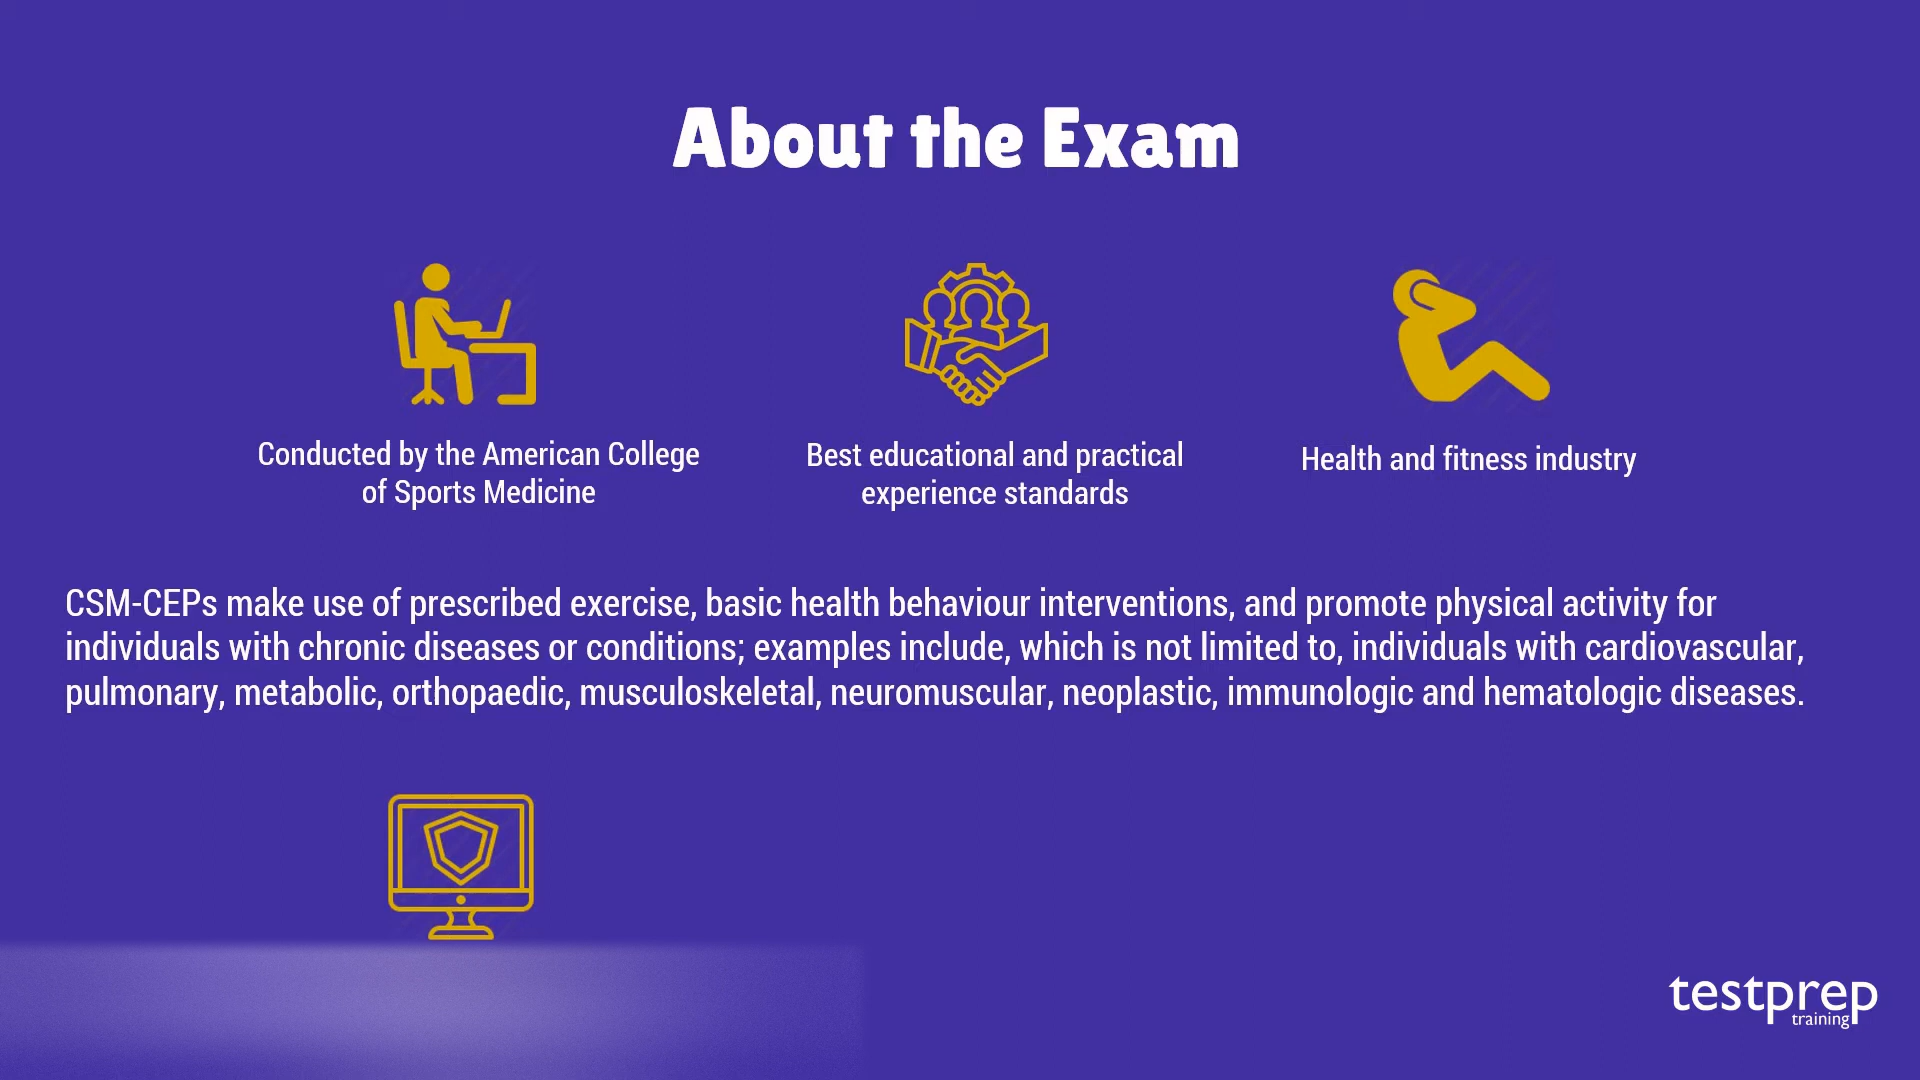 About the Exam
Conducted by the American College
of Sports Medicine
Best educational and practical
experience standards
Health and fitness industry
CSM-CEPs make use of prescribed exercise, basic health behaviour interventions, and promote physical activity for
individuals with chronic diseases or conditions; examples include, which is not limited to, individuals with cardiovascular,
pulmonary, metabolic, orthopaedic, musculoskeletal, neuromuscular, neoplastic, immunologic and hematologic diseases.
testprep
training